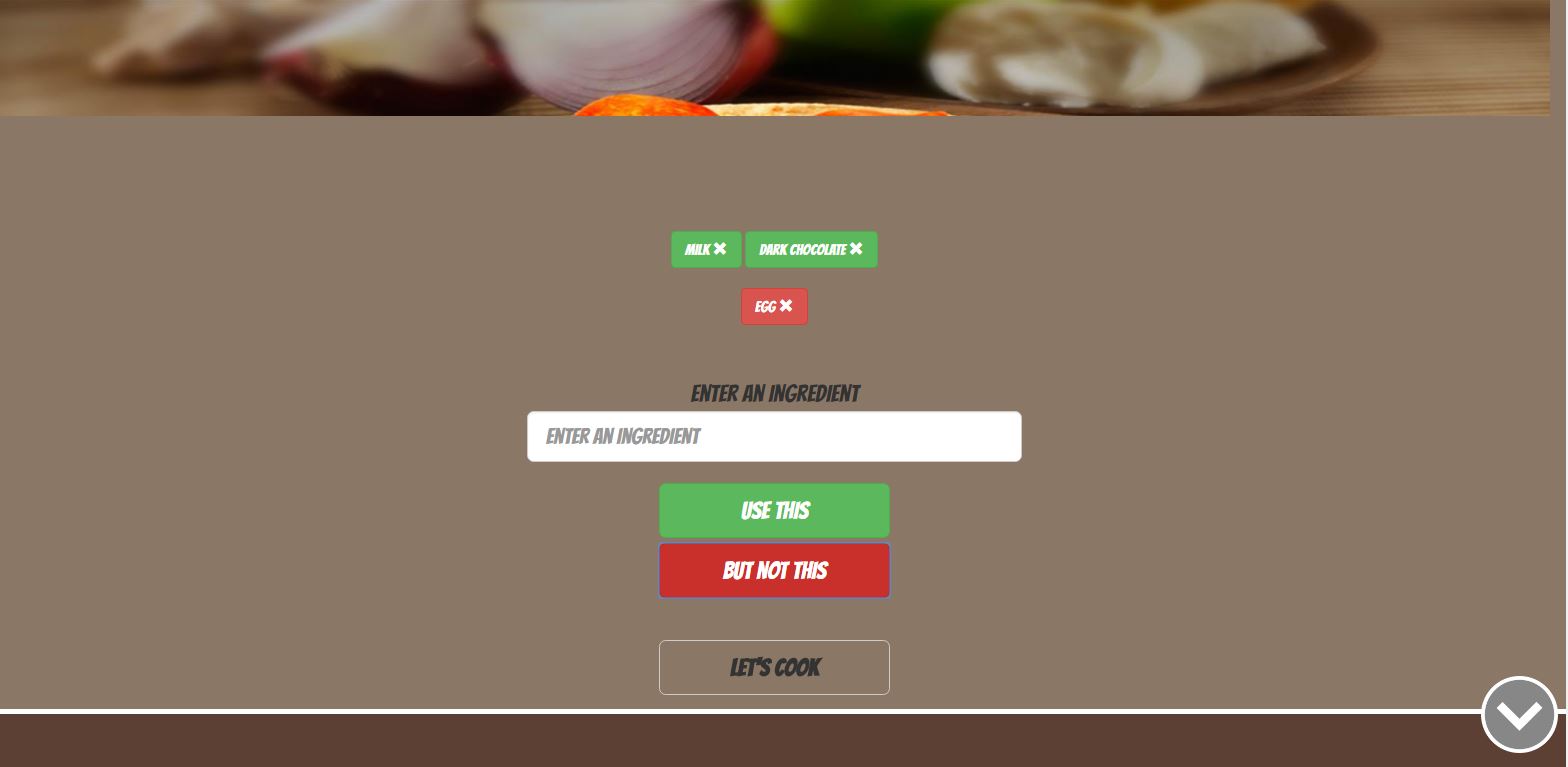 MILK ✖ DARK CHOCOLATE ✖
EGG ✖
ENTER AN INGREDIENT
ENTER AN INGREDIENT
USE THIS
BUT NOT THIS
LET'S COOK